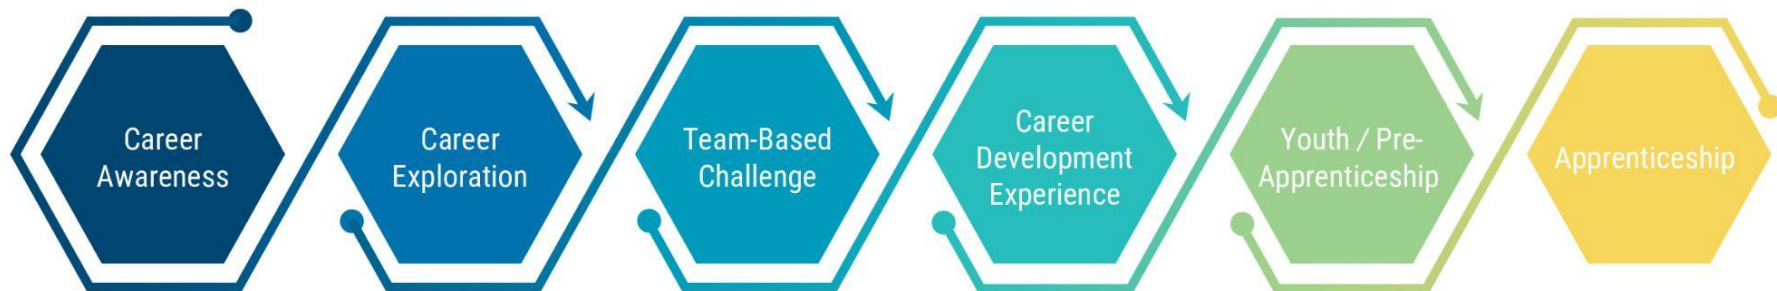 Career
Awareness
Career
Exploration
Team-Based
Challenge
Career
Development
Experience
Youth / Pre-
Apprenticeship
Apprenticeship